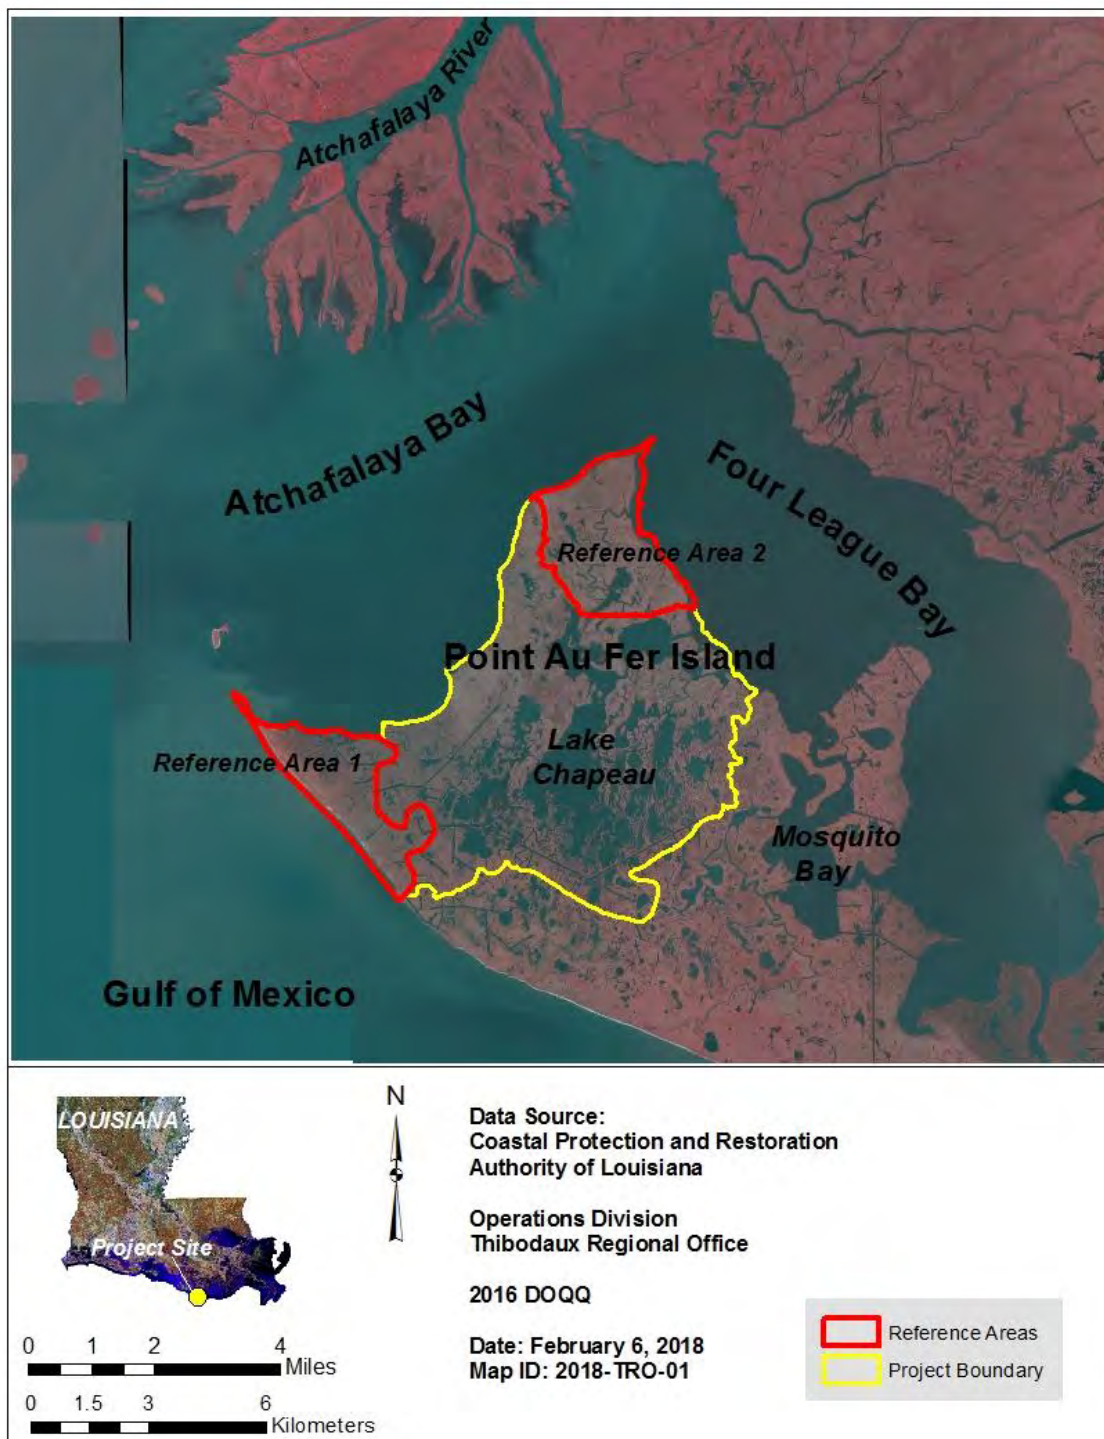 Atchafalaya River
Atchafalaya Bay
Four League Bay
Reference Area 2
Point Au Fer Island
Lake
Chapeau
Reference Area 1
Mosquito
Bay
Gulf of Mexico
LOUISIANA
Project Site
N
Data Source:
Coastal Protection and Restoration
Authority of Louisiana
Operations Division
Thibodaux Regional Office
2016 DOQQ
Date: February 6, 2018
Map ID: 2018-TRO-01
0 1 2 4
Miles
0 1.5 3 6
Kilometers
Reference Areas
Project Boundary